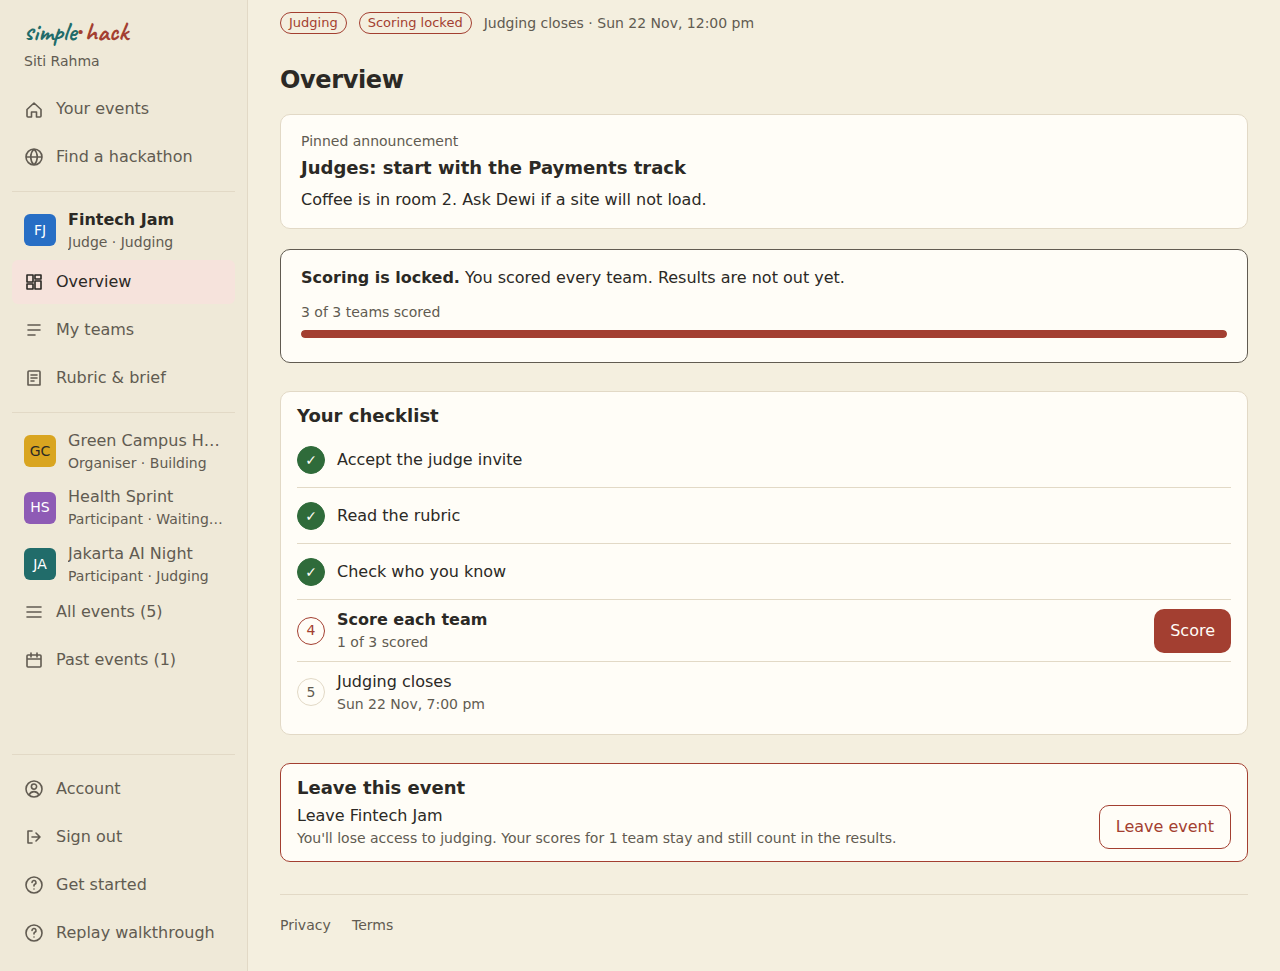 simple·hack
Siti Rahma
Your events
Find a hackathon
FJ
Fintech Jam
Judge · Judging
Overview
My teams
Rubric & brief
GC
Green Campus H…
Organiser · Building
HS
Health Sprint
Participant · Waiting…
JA
Jakarta AI Night
Participant · Judging
All events (5)
Past events (1)
Account
Sign out
Get started
Replay walkthrough
Judging
Scoring locked
Judging closes · Sun 22 Nov, 12:00 pm
Overview
Pinned announcement
Judges: start with the Payments track
Coffee is in room 2. Ask Dewi if a site will not load.
Scoring is locked. You scored every team. Results are not out yet.
3 of 3 teams scored
Your checklist
✓ Accept the judge invite
✓ Read the rubric
✓ Check who you know
4 Score each team
1 of 3 scored
Score
5 Judging closes
Sun 22 Nov, 7:00 pm
Leave this event
Leave Fintech Jam
You'll lose access to judging. Your scores for 1 team stay and still count in the results.
Leave event
Privacy Terms